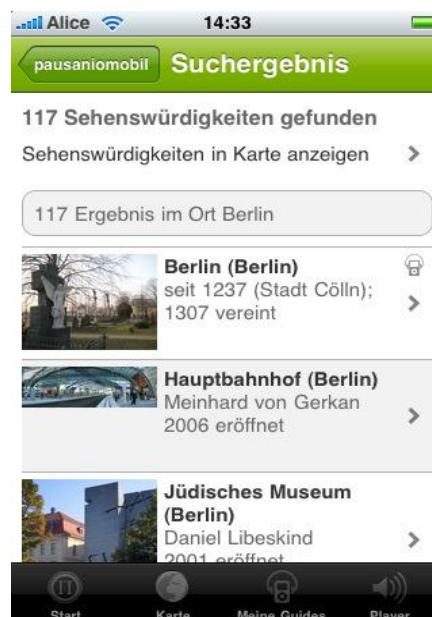 Alice 14:33
pausaniomobil Suchergebnis
117 Sehenswürdigkeiten gefunden
Sehenswürdigkeiten in Karte anzeigen
117 Ergebnis im Ort Berlin
Berlin (Berlin)
seit 1237 (Stadt Cölln);
1307 vereint
Hauptbahnhof (Berlin)
Meinhard von Gerkan
2006 eröffnet
Jüdisches Museum
(Berlin)
Daniel Libeskind
2001 eröffnet
Start Karte Meine Guides Player